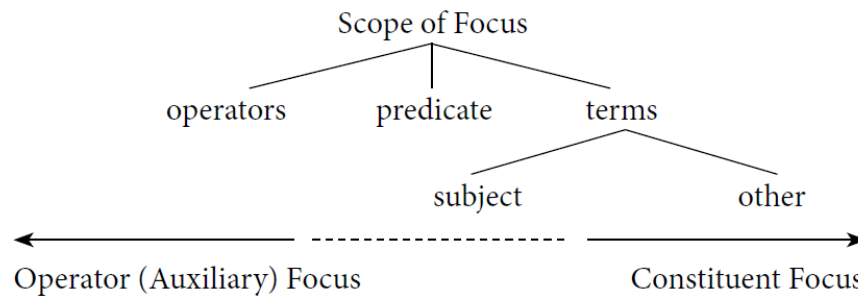 Scope of Focus
operators predicate terms
subject other
Operator (Auxiliary) Focus Constituent Focus